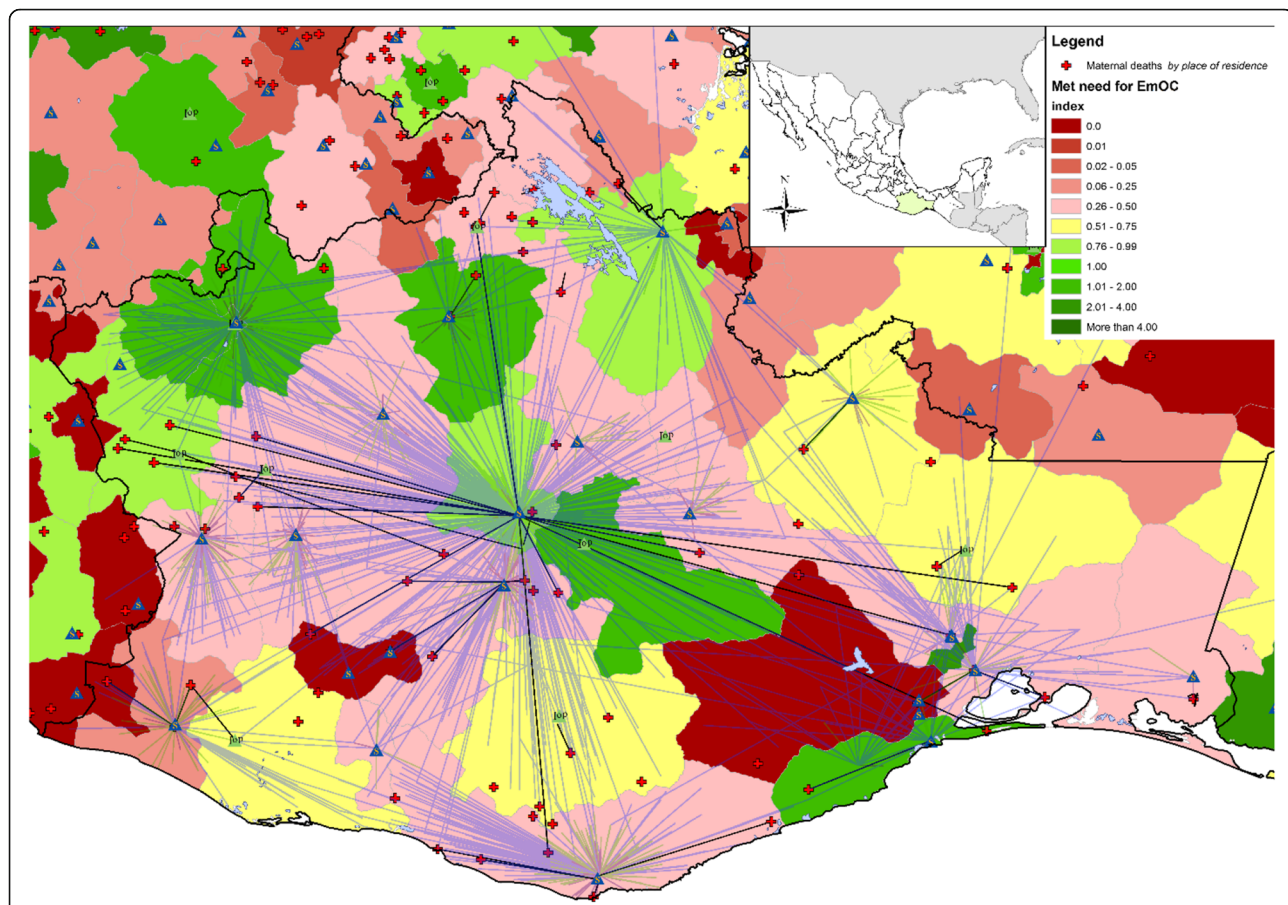 Legend
Maternal deaths by place of residence
Met need for EmOC
index
0.0
0.01
0.02 - 0.05
0.06 - 0.25
0.26 - 0.50
0.51 - 0.75
0.76 - 0.99
1.00
1.01 - 2.00
2.01 - 4.00
More than 4.00
N